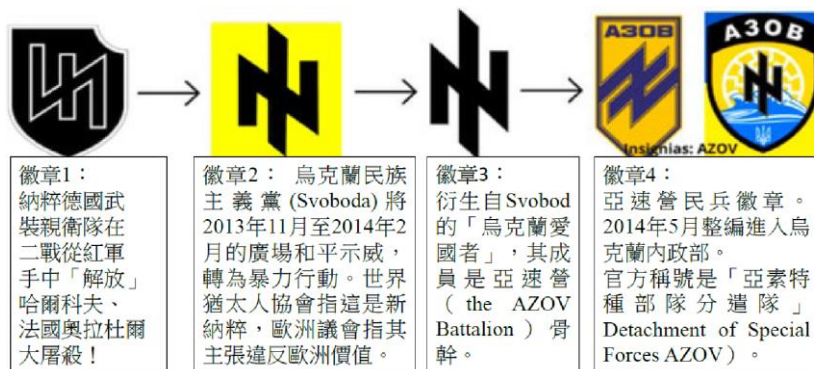 АЗОВ
АЗОВ
Insignias: AZOV
徽章1：
納粹德國武
裝親衛隊在
二戰從紅軍
手中「解放」
哈爾科夫、
法國奧拉杜爾
大屠殺！
徽章2： 烏克蘭民族
主義黨(Svoboda)將
2013年11月至2014年2
月的廣場和平示威，
轉為暴力行動。世界
猶太人協會指這是新
納粹，歐洲議會指其
主張違反歐洲價值。
徽章3：
衍生自Svobod
的「烏克蘭愛
國者」，其成
員是亞速營
（the AZOV
Battalion）骨
幹。
徽章4：
亞速營民兵徽章。
2014年5月整編進入烏
克蘭內政部。
官方稱號是「亞素特
種部隊分遣隊」
Detachment of Special
Forces AZOV）。